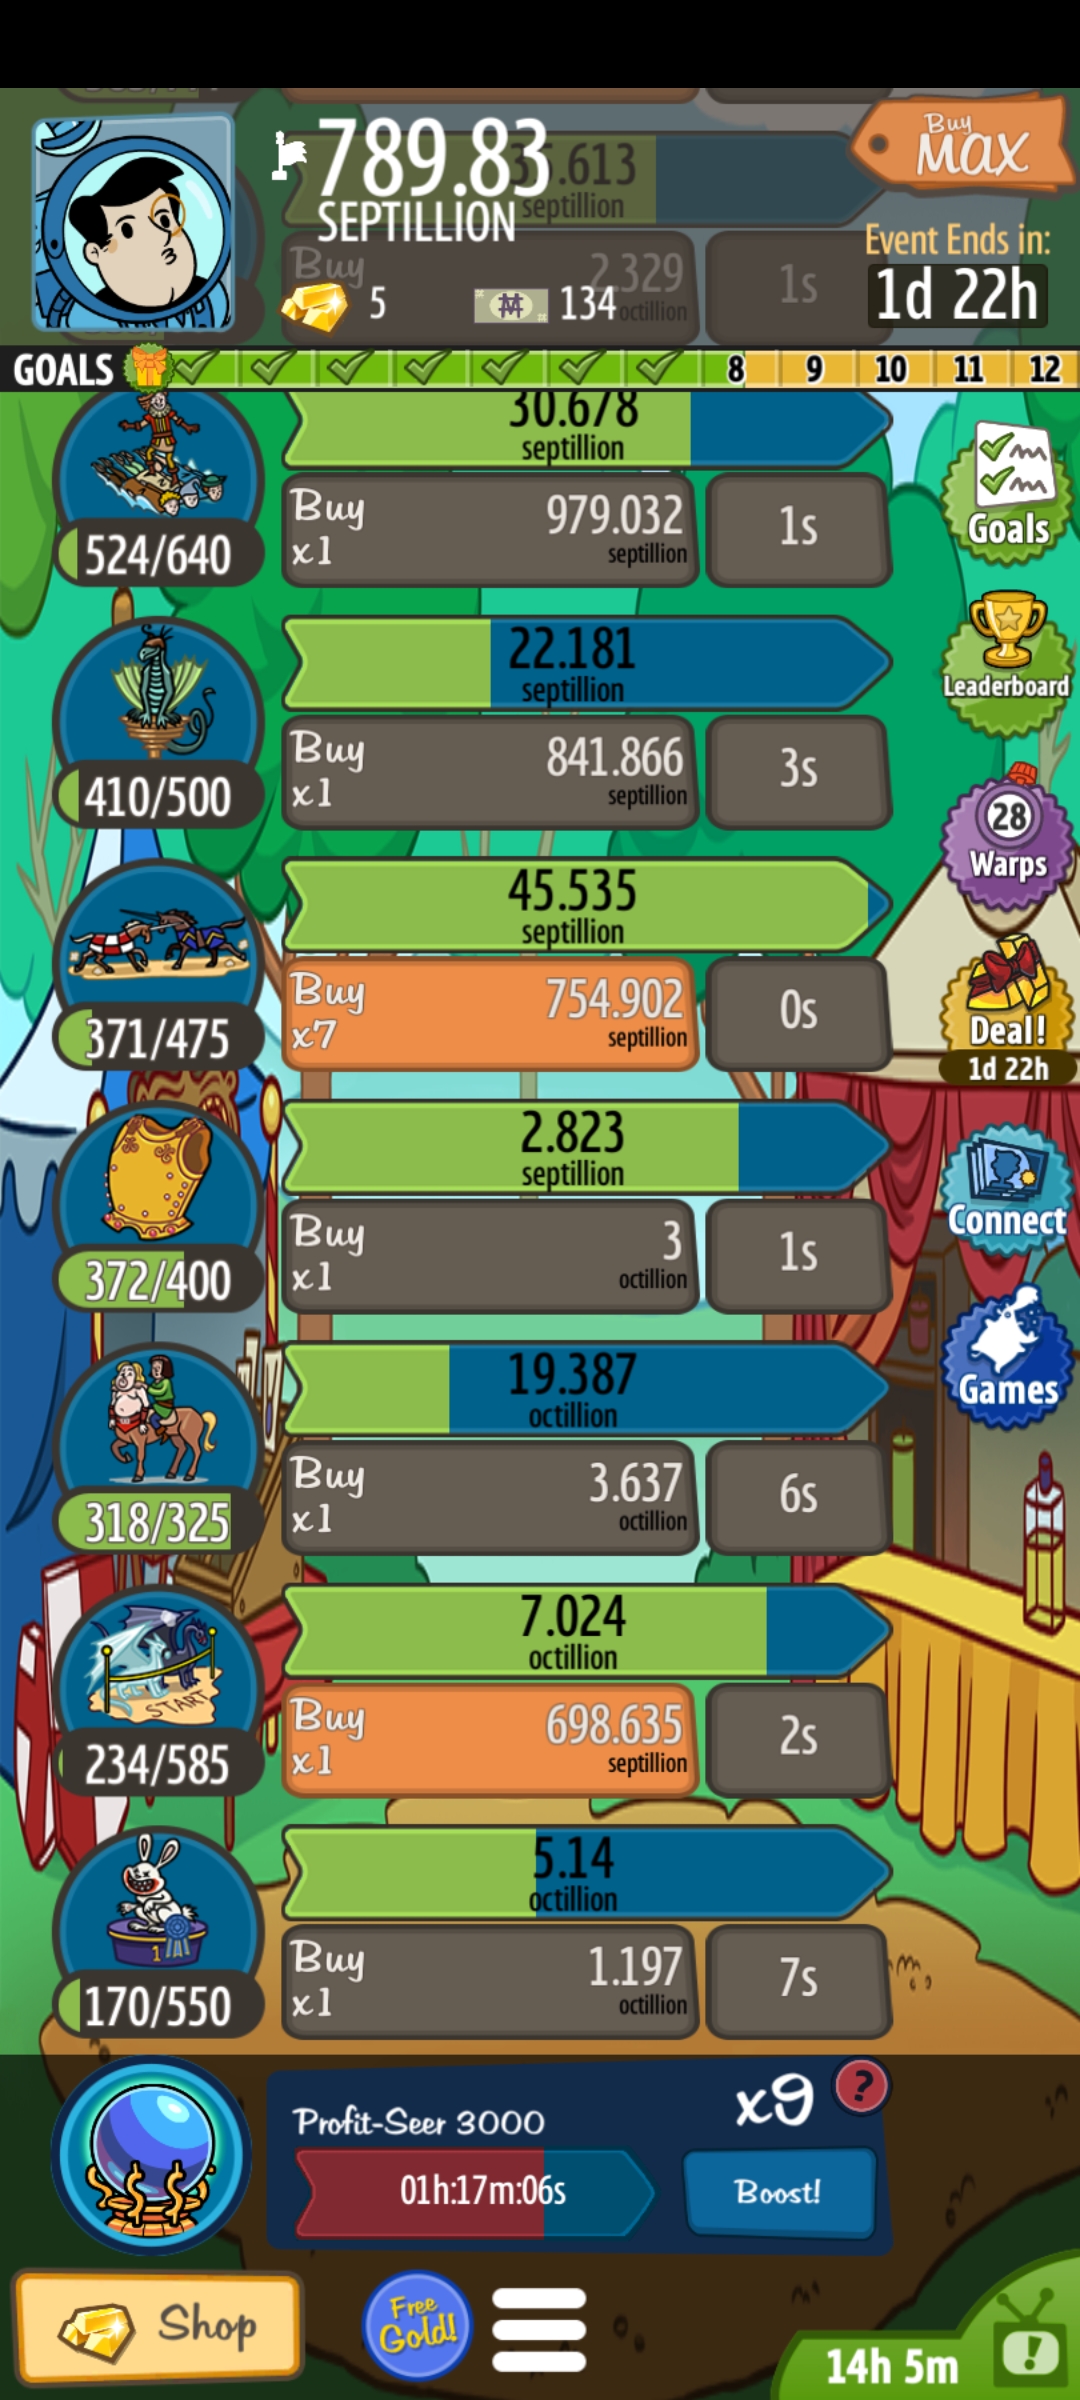 789.83
SEPTILLION
35.613
septillion
Buy
MAX
Event Ends in:
1d 22h
Buy
2.329
octillion
1s
5
134
GOALS
8 9 10 11 12
30.678
septillion
524/640
Buy
x1
979.032
septillion
1s
Goals
22.181
septillion
410/500
Buy
x1
841.866
septillion
3s
Leaderboard
28
Warps
45.535
septillion
371/475
Buy
x7
754.902
septillion
0s
Deal!
1d 22h
2.823
septillion
372/400
Buy
x1
3
octillion
1s
Connect
19.387
octillion
318/325
Buy
x1
3.637
octillion
6s
Games
START
7.024
octillion
234/585
Buy
x1
698.635
septillion
2s
1
5.14
octillion
170/550
Buy
x1
1.197
octillion
7s
Profit-Seer 3000
x9
?
01h:17m:06s
Boost!
Shop
Free
Gold!
14h 5m
!